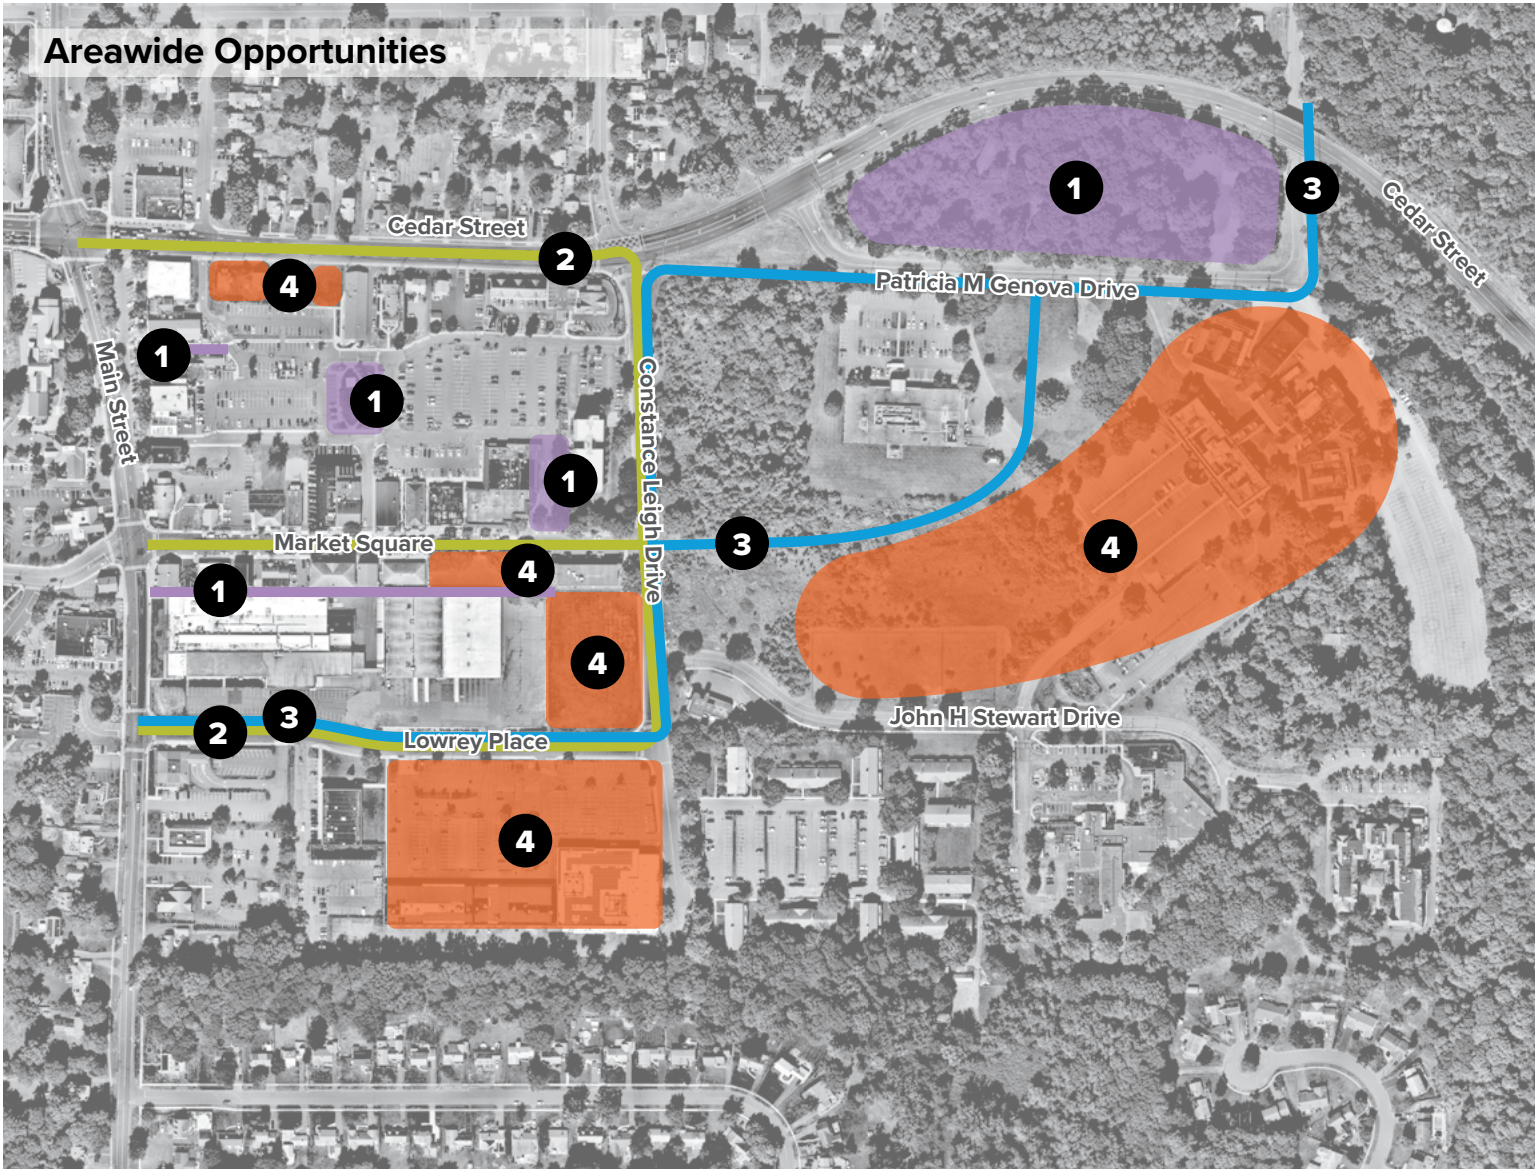 Areawide Opportunities
1
3
Cedar Street
Cedar Street
2
Patricia M Genova Drive
4
1
Main Street
1
Constance Leigh Drive
1
Market Square
3
4
4
1
4
3
2
John H Stewart Drive
Lowrey Place
4